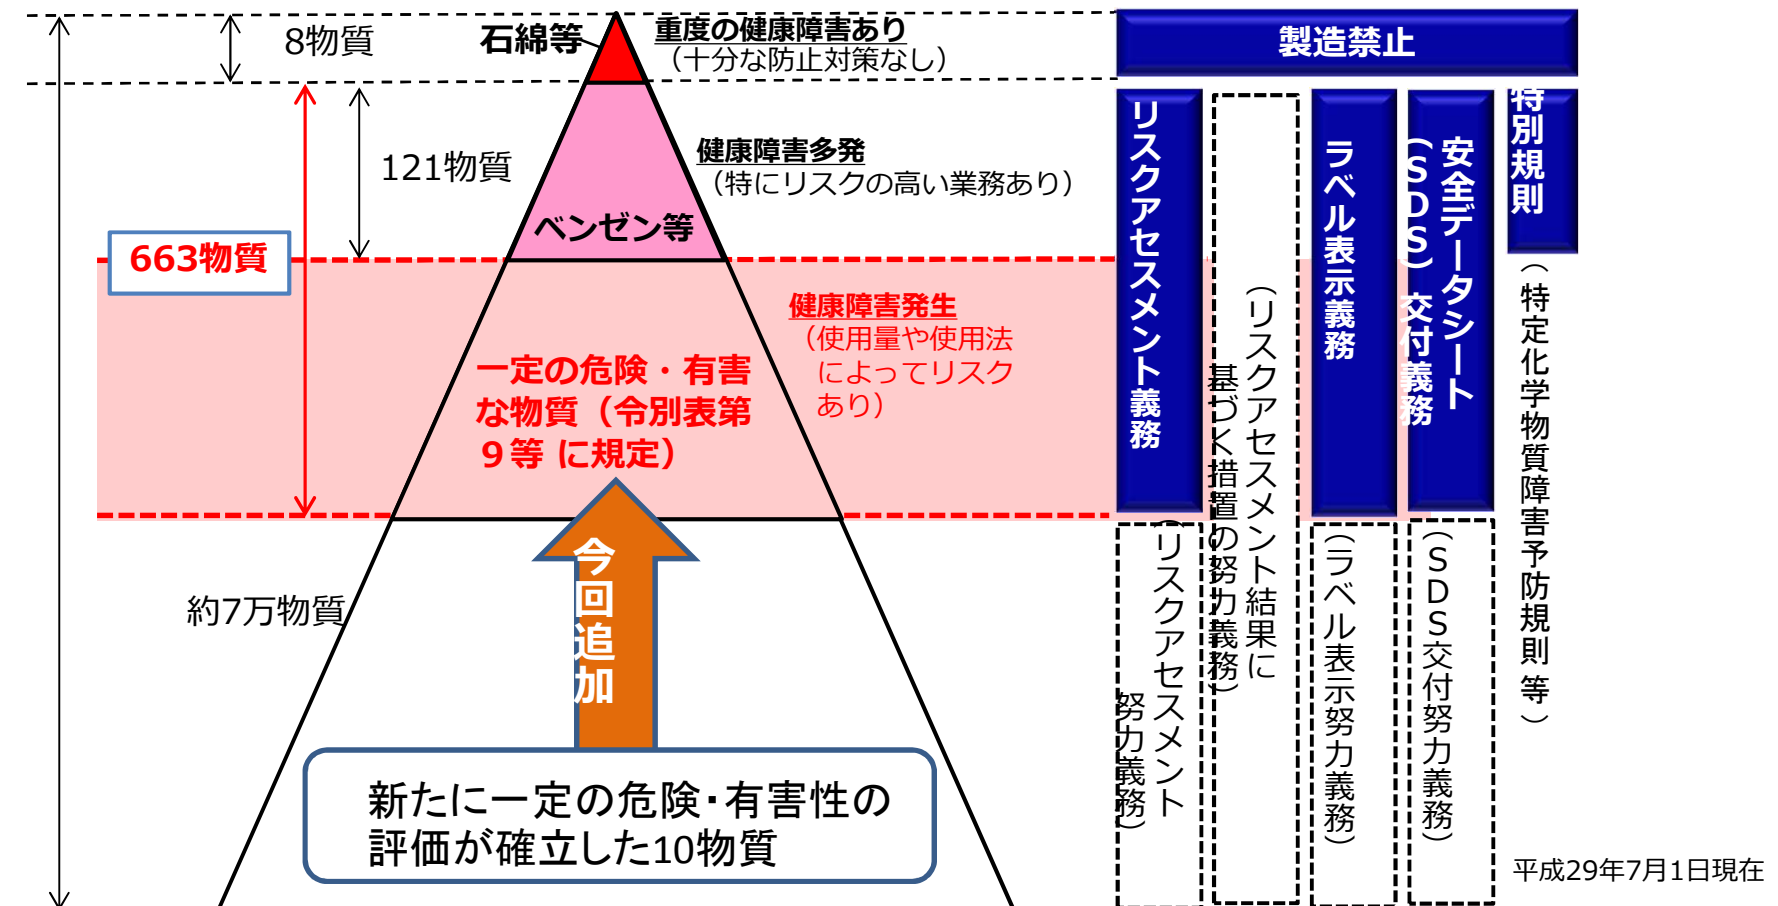 8物質
石綿等
重度の健康障害あり
（十分な防止対策なし）
製造禁止
121物質
健康障害多発
（特にリスクの高い業務あり）
ベンゼン等
663物質
健康障害発生
（使用量や使用法
によってリスク
あり）
一定の危険・有害
な物質（令別表第
９等 に規定）
今回追加
約7万物質
新たに一定の危険･有害性の
評価が確立した10物質
リスクアセスメント義務
（リスクアセスメント
努力義務）
（リスクアセスメント結果に
基づく措置の努力義務）
ラベル表示義務
（ラベル表示努力義務）
安全データシート
（SDS）交付義務
（SDS交付努力義務）
特別規則
（特定化学物質障害予防規則 等）
平成29年7月1日現在